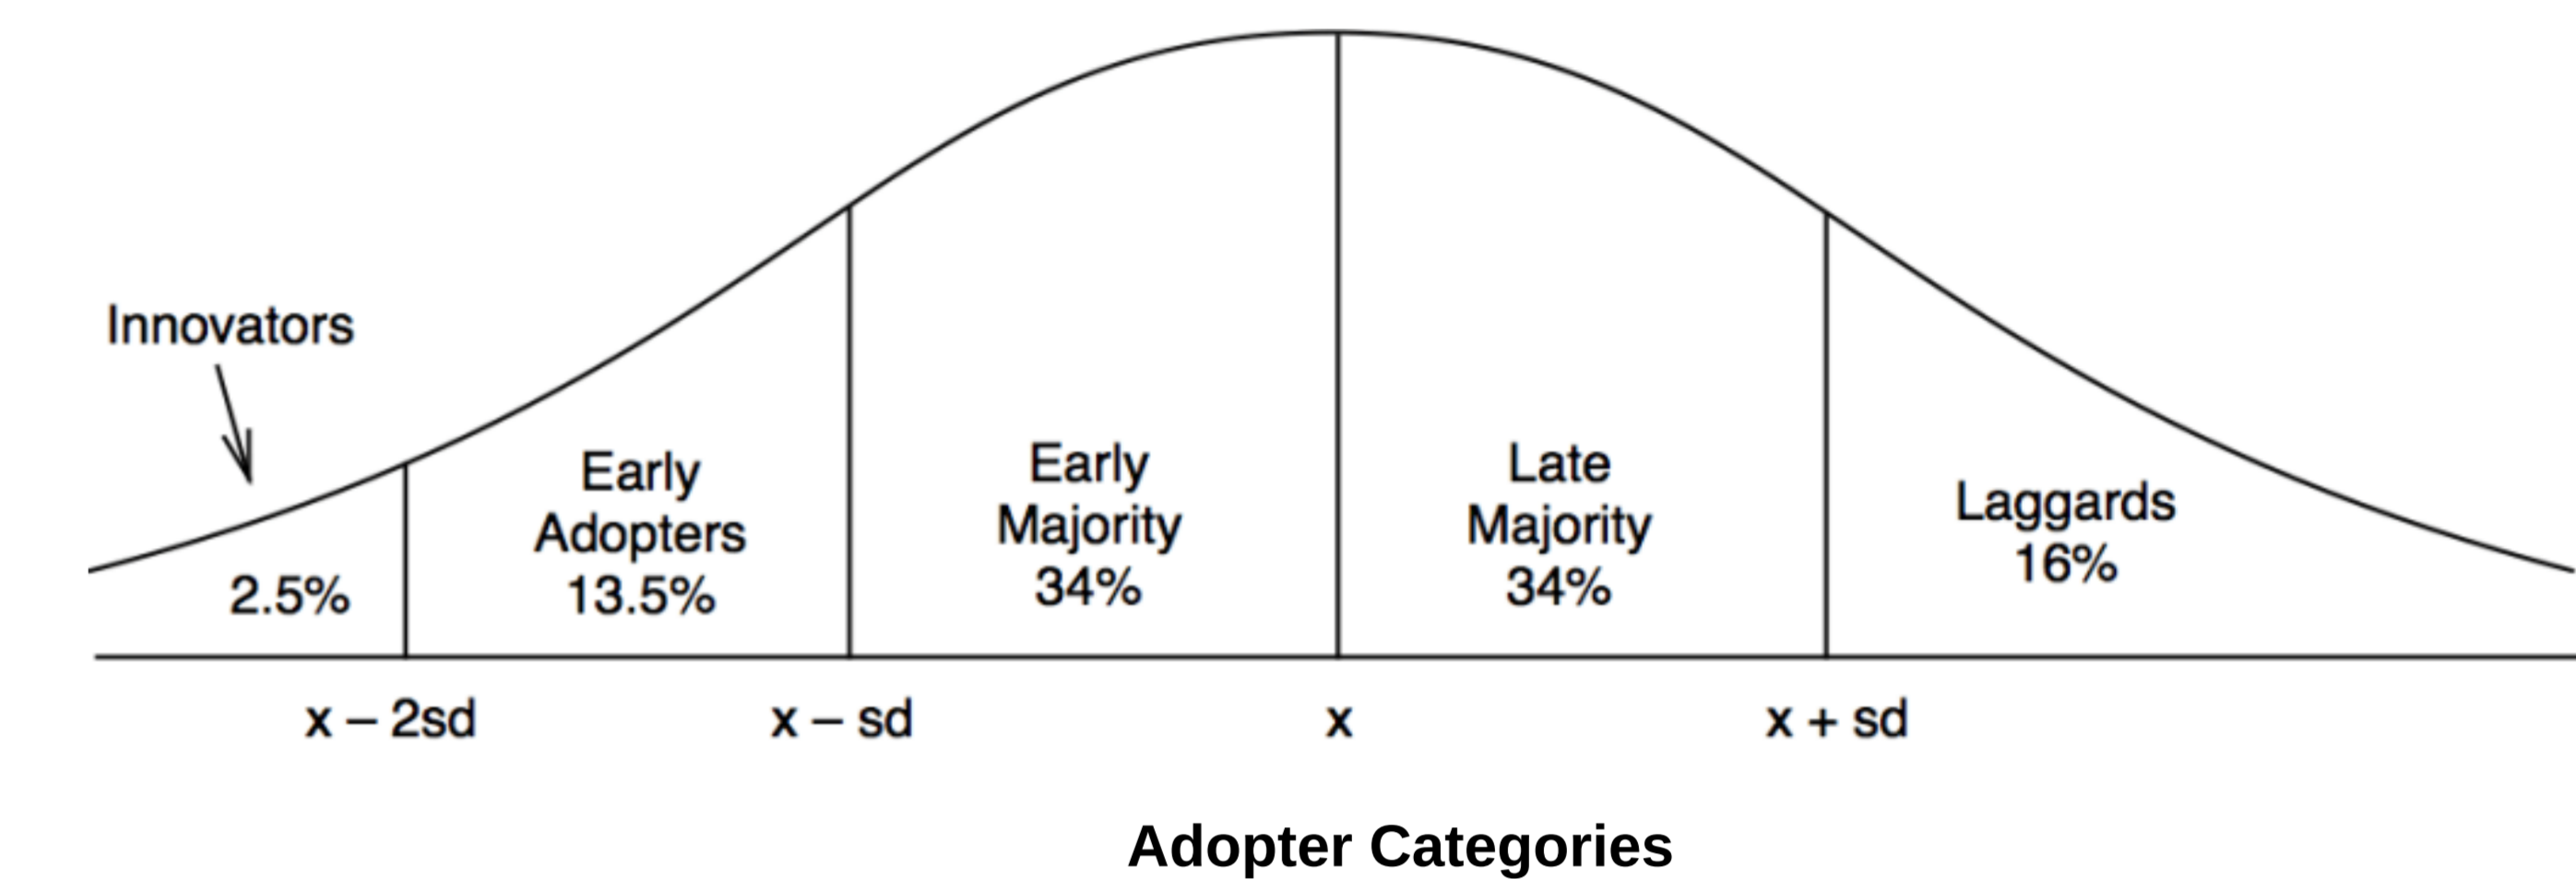 Innovators
2.5%
Early
Adopters
13.5%
Early
Majority
34%
Late
Majority
34%
Laggards
16%
x – 2sd
x – sd
x
x + sd
Adopter Categories